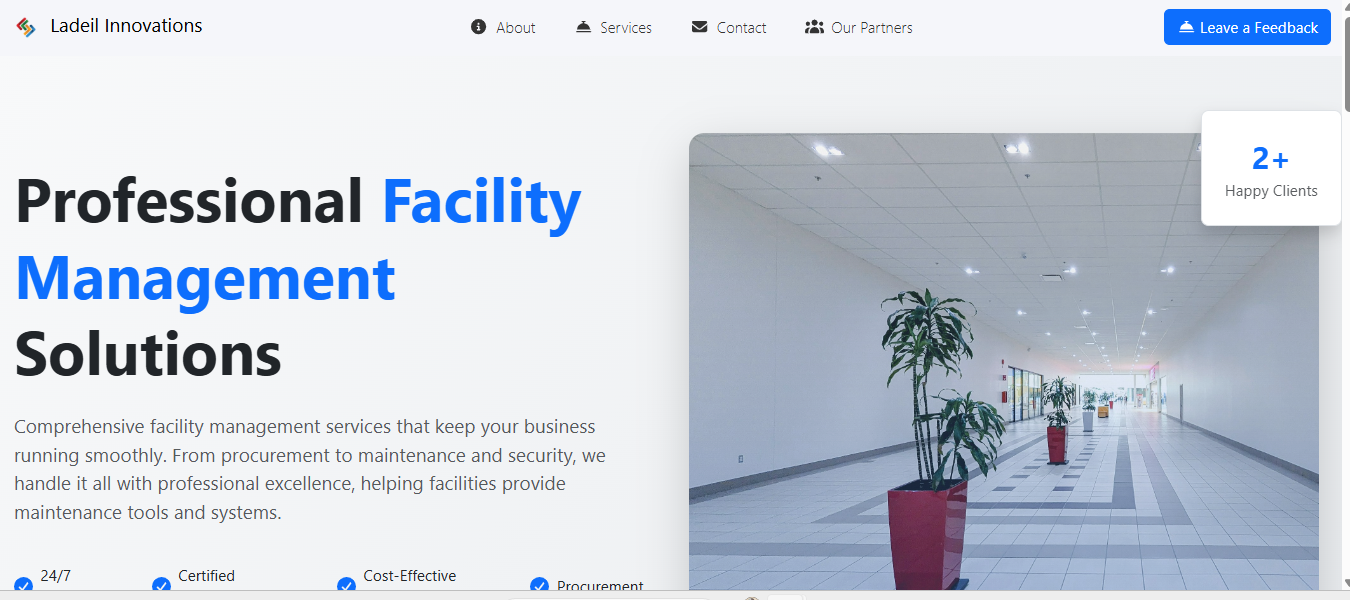 Ladeil Innovations
About
Services
Contact
Our Partners
Leave a Feedback
2+
Happy Clients
Professional Facility
Management
Solutions
Comprehensive facility management services that keep your business
running smoothly. From procurement to maintenance and security, we
handle it all with professional excellence, helping facilities provide
maintenance tools and systems.
24/7
Certified
Cost-Effective
Procurement